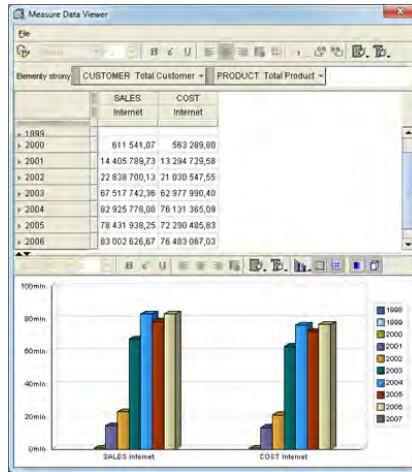 Measure Data Viewer
File
B
U
Elementy strony
CUSTOMER Total Customer
PRODUCT Total Product
SALES COST
Internet Internet
1999
2000 611 541,07 563 289,80
2001 14 405 789,73 13 294 729,58
2002 22 838 700,13 21 030 547,55
2003 67 517 742,36 62 977 990,40
2004 82 925 778,00 76 131 365,09
2005 78 431 938,25 72 290 485,83
2006 83 002 626,67 76 483 067,03
B
U
100mln.
80mln.
60mln.
40mln.
20mln.
0mln.
SALES Internet
COST Internet
1998
1999
2000
2001
2002
2003
2004
2005
2006
2007